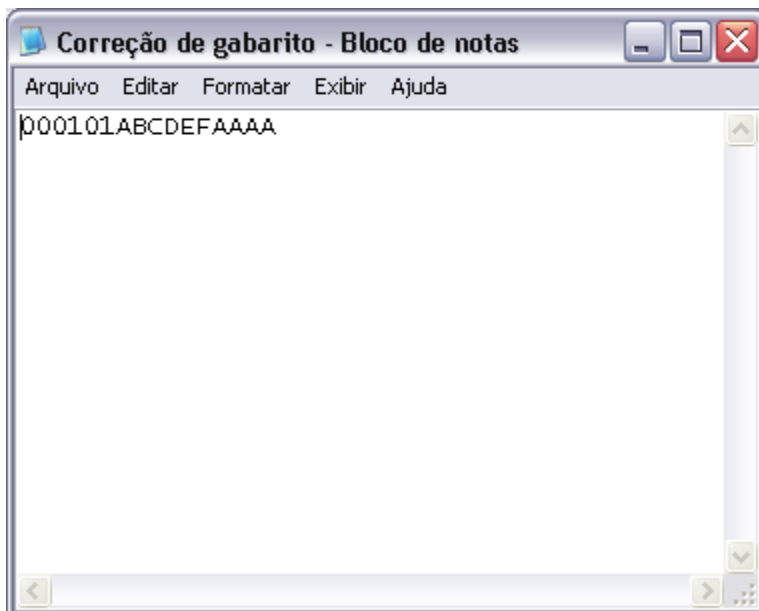 Correção de gabarito - Bloco de notas
Arquivo Editar Formatar Exibir Ajuda
000101ABCDEFAAAA